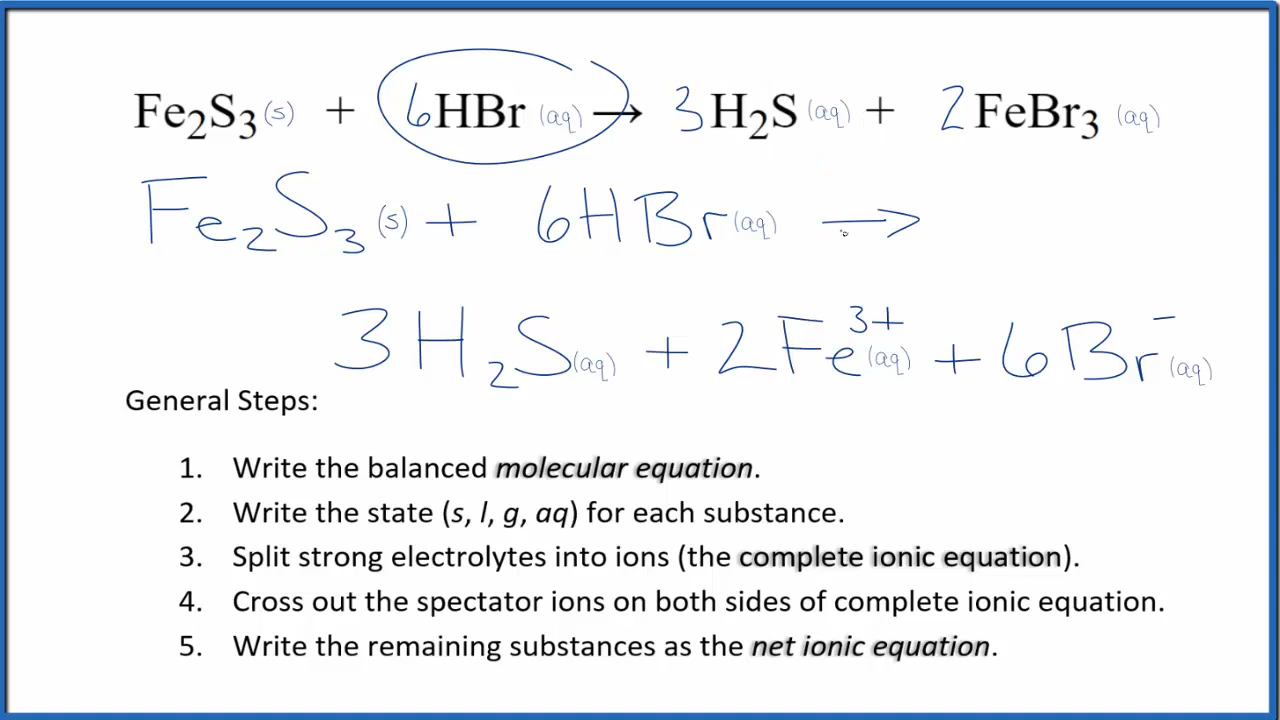 Fe₂S₃ (s) + 6HBr (aq) → 3H₂S (aq) + 2FeBr₃ (aq)
Fe₂S₃ (s) + 6HBr (aq) →
3H₂S (aq) + 2Fe³⁺ (aq) + 6Br⁻ (aq)
General Steps:
1. Write the balanced molecular equation.
2. Write the state (s, l, g, aq) for each substance.
3. Split strong electrolytes into ions (the complete ionic equation).
4. Cross out the spectator ions on both sides of complete ionic equation.
5. Write the remaining substances as the net ionic equation.